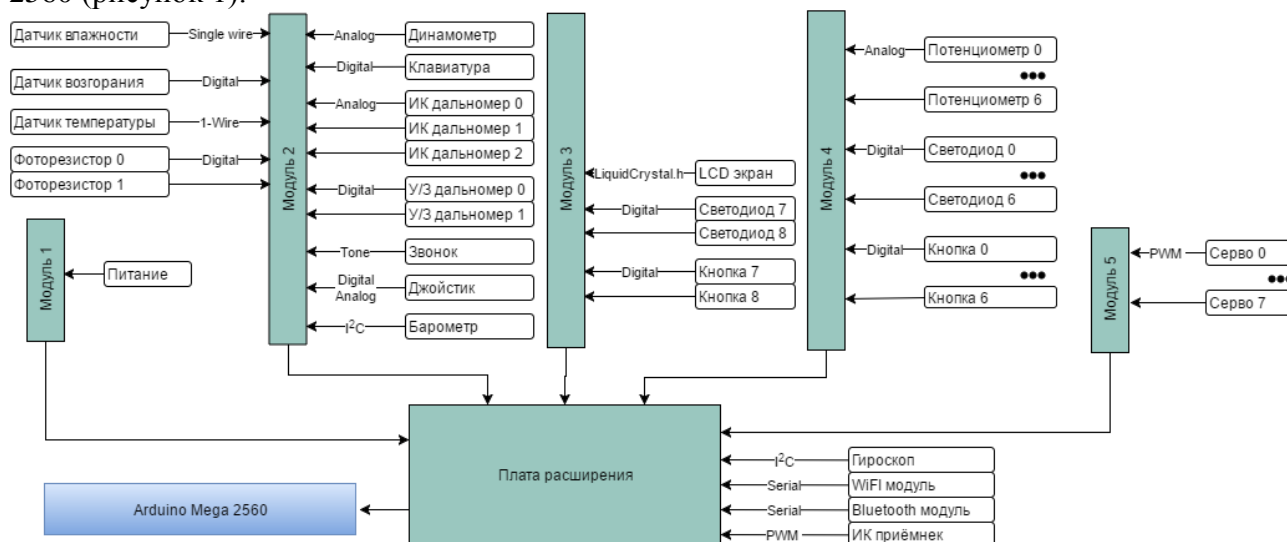 2560 (рисунок 1).
Датчик влажности
Single wire
Датчик возгорания
Digital
Датчик температуры
1-Wire
Фоторезистор 0
Digital
Фоторезистор 1
Модуль 1
Питание
Модуль 2
Analog
Динамометр
Digital
Клавиатура
Analog
ИК дальномер 0
ИК дальномер 1
ИК дальномер 2
Digital
У/З дальномер 0
У/З дальномер 1
Tone
Звонок
Digital
Analog
Джойстик
I²C
Барометр
Модуль 3
LiquidCrystal.h
LCD экран
Digital
Светодиод 7
Светодиод 8
Digital
Кнопка 7
Кнопка 8
Модуль 4
Analog
Потенциометр 0
Потенциометр 6
Digital
Светодиод 0
Светодиод 6
Digital
Кнопка 0
Кнопка 6
Модуль 5
PWM
Серво 0
Серво 7
Плата расширения
I²C
Гироскоп
Serial
WiFI модуль
Serial
Bluetooth модуль
PWM
ИК приёмнек
Arduino Mega 2560